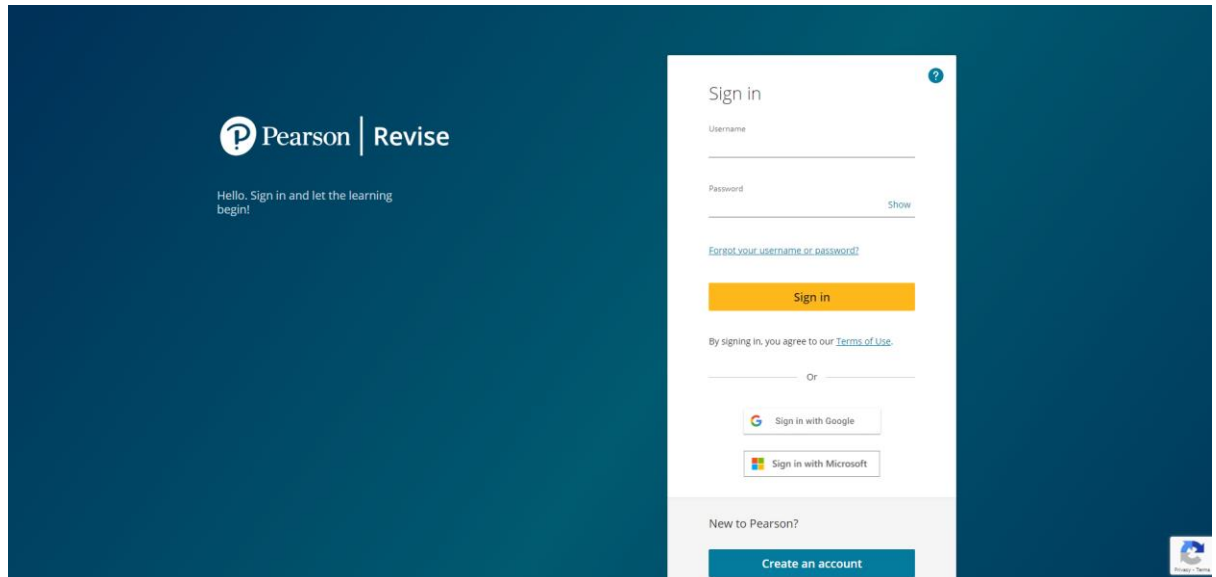 Pearson | Revise
Hello. Sign in and let the learning
begin!
?
Sign in
Username
Password
Show
Forgot your username or password?
Sign in
By signing in, you agree to our Terms of Use.
Or
Sign in with Google
Sign in with Microsoft
New to Pearson?
Create an account
Privacy - Terms